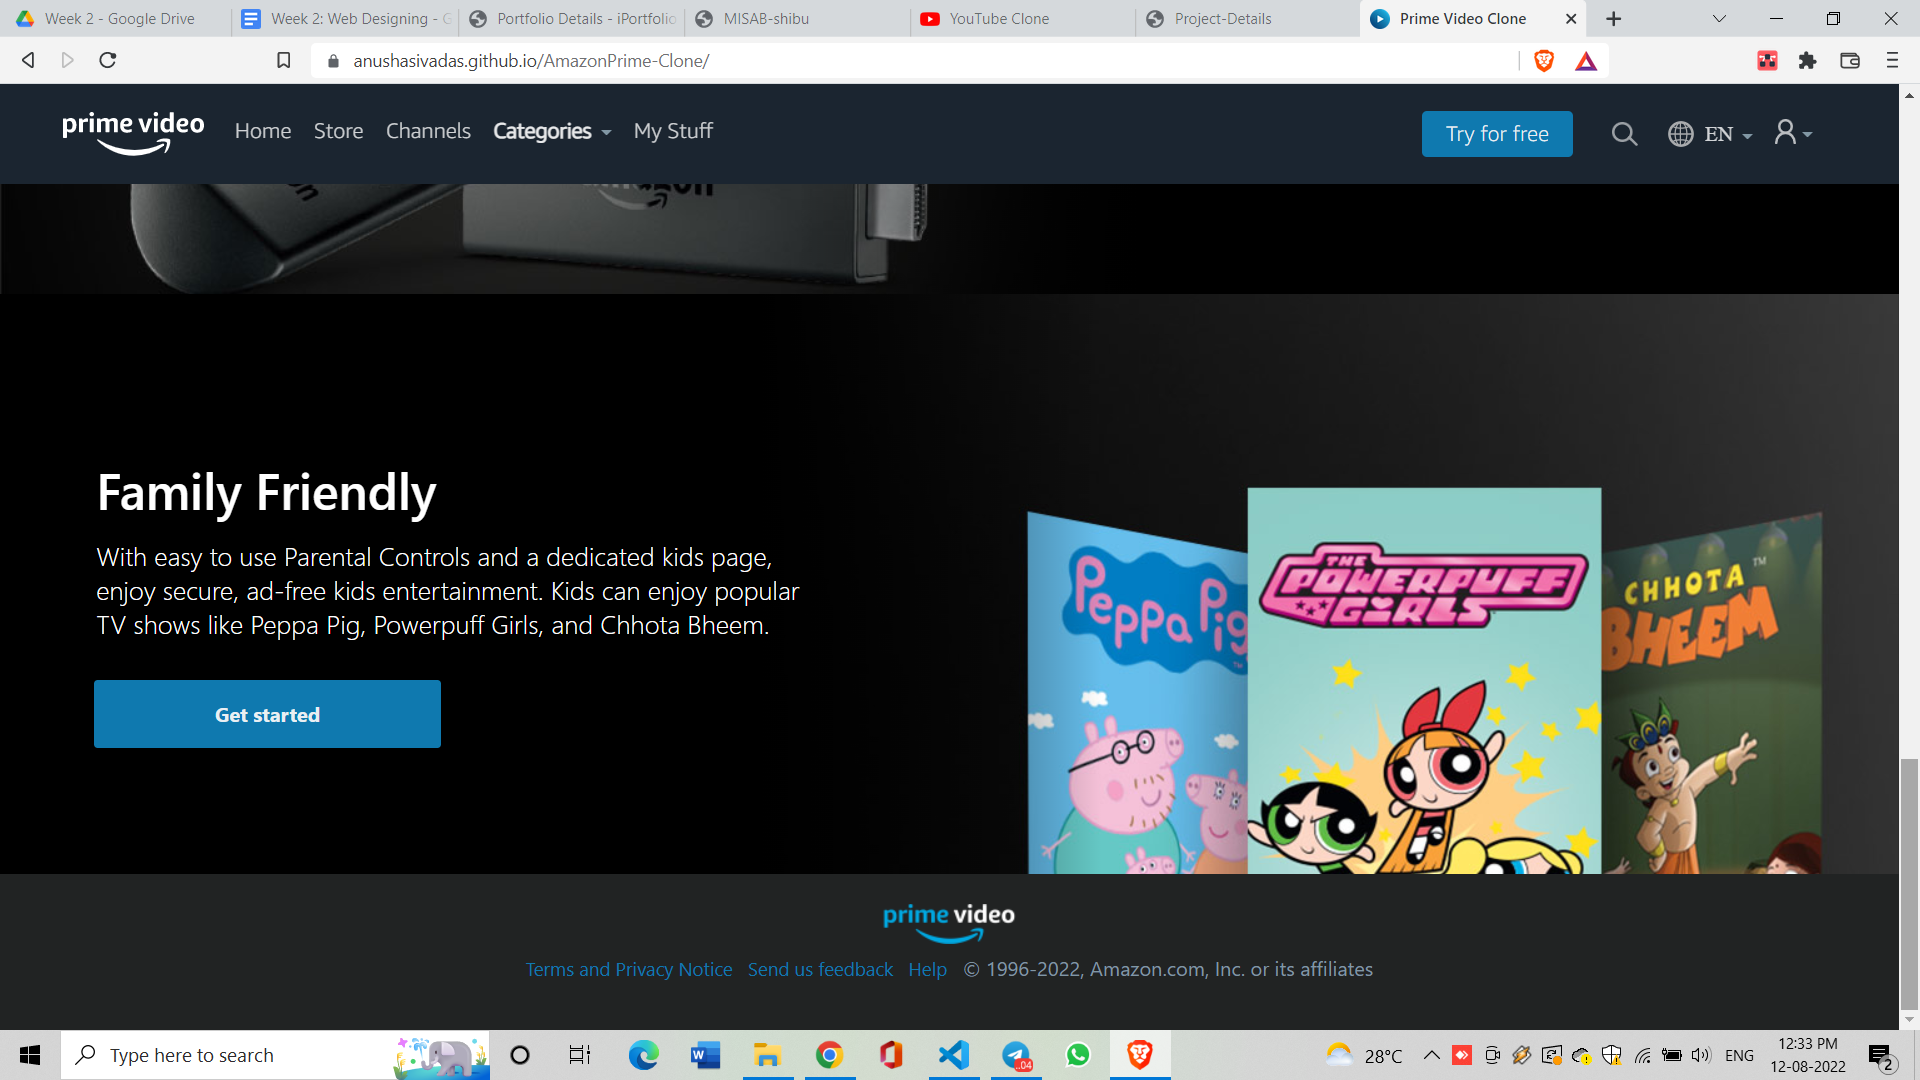 Week 2 - Google Drive
Week 2: Web Designing - G
Portfolio Details - iPortfolio
MISAB-shibu
YouTube Clone
Project-Details
Prime Video Clone
anushasivadas.github.io/AmazonPrime-Clone/
prime video
Home
Store
Channels
Categories
My Stuff
Try for free
EN
amazon
Family Friendly
With easy to use Parental Controls and a dedicated kids page,
enjoy secure, ad-free kids entertainment. Kids can enjoy popular
TV shows like Peppa Pig, Powerpuff Girls, and Chhota Bheem.
Get started
Peppa Pig
TM
THE
POWERPUFF
GIRLS
CHHOTA TM
BHEEM
prime video
Terms and Privacy Notice Send us feedback Help © 1996-2022, Amazon.com, Inc. or its affiliates
Type here to search
..04
28°C
ENG
12:33 PM
12-08-2022
2